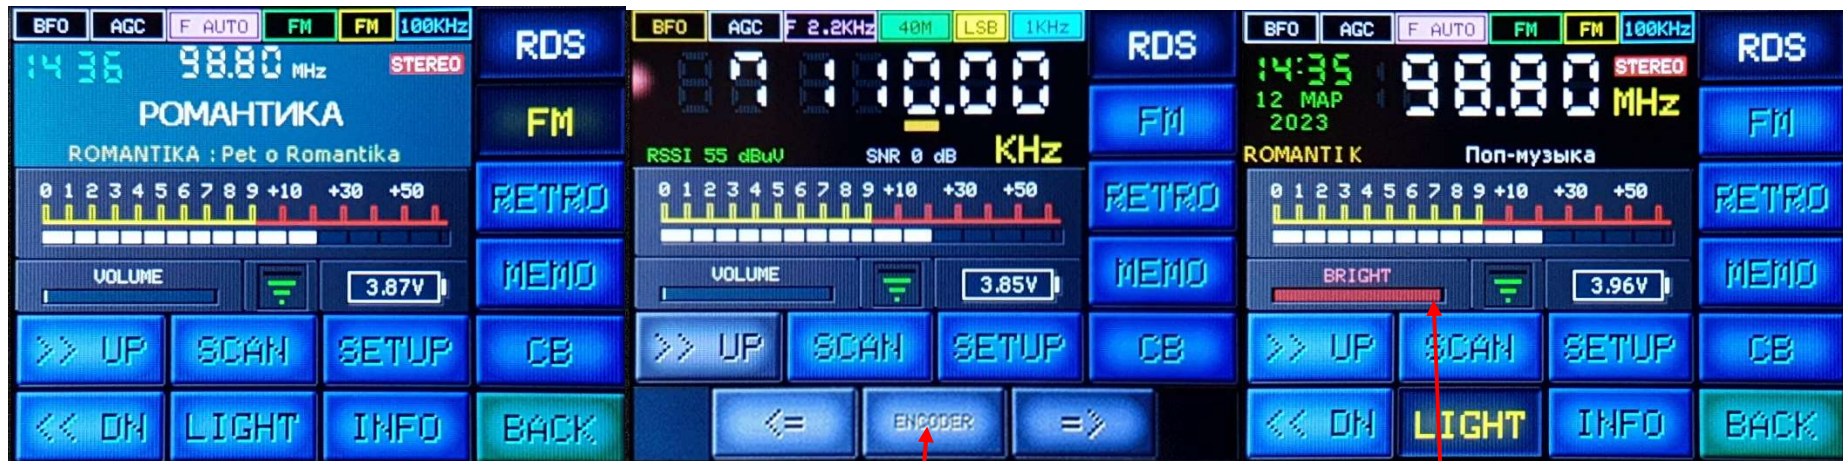 BFO AGC F AUTO FM FM 100KHz RDS
14 36 98.80 MHz STEREO
РОМАНТИКА FM
ROMANTIKA : Pet o Romantika
0 1 2 3 4 5 6 7 8 9 +10 +30 +50 RETRO
VOLUME 3.87V MEMO
>> UP SCAN SETUP CB
<< DN LIGHT INFO BACK
BFO AGC F 2.2KHz 40M LSB 1KHz RDS
7 110.00 FM
KHz
RSSI 55 dBuV SNR 0 dB
0 1 2 3 4 5 6 7 8 9 +10 +30 +50 RETRO
VOLUME 3.85V MEMO
>> UP SCAN SETUP CB
<= ENCODER =>
BFO AGC F AUTO FM FM 100KHz RDS
14:35 98.80 STEREO
12 МАР MHz FM
2023
ROMANTIK Поп-музыка
0 1 2 3 4 5 6 7 8 9 +10 +30 +50 RETRO
BRIGHT 3.96V MEMO
>> UP SCAN SETUP CB
<< DN LIGHT INFO BACK